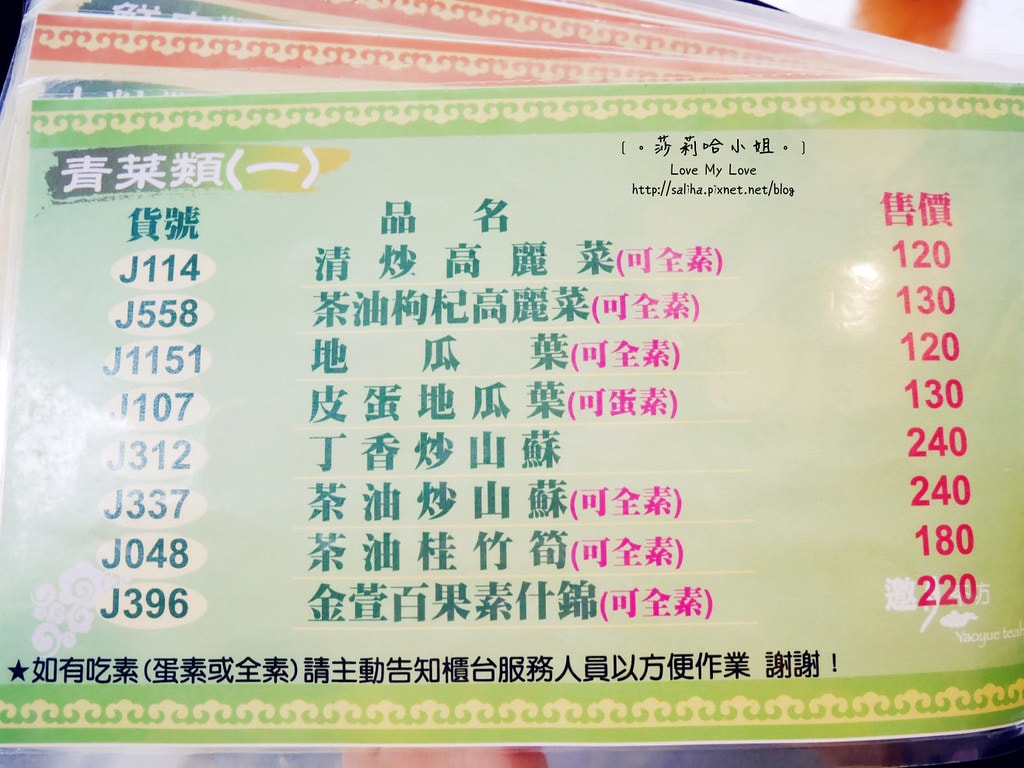 (。莎莉哈小姐。)
Love My Love
http://saliha.pixnet.net/blog
青菜類(一)
貨號 品名 售價
J114 清炒高麗菜(可全素) 120
J558 茶油枸杞高麗菜(可全素) 130
J1151 地瓜葉(可全素) 120
J107 皮蛋地瓜葉(可蛋素) 130
J312 丁香炒山蘇 240
J337 茶油炒山蘇(可全素) 240
J048 茶油桂竹筍(可全素) 180
J396 金萱百果素什錦(可全素) 220
Yaoyue
★如有吃素(蛋素或全素)請主動告知櫃台服務人員以方便作業 謝謝!